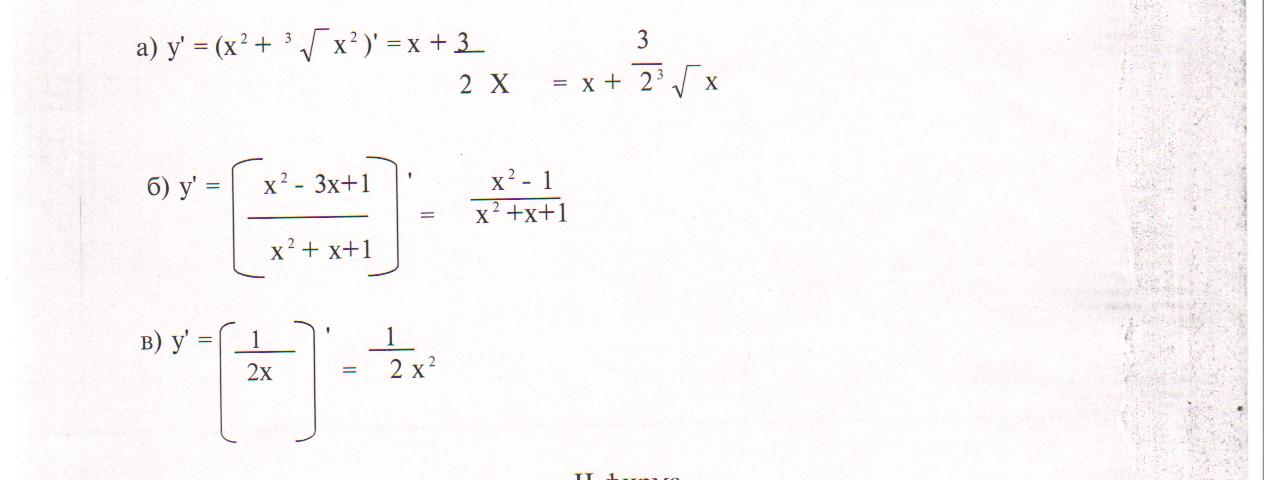 а) y' = (x² + ³√x²)' = x + 3/2 X = x + 3/2³√x
б) y' = [x² - 3x+1 / x² + x+1]' = x² - 1 / x² +x+1
в) y' = [1 / 2x]' = 1 / 2 x²